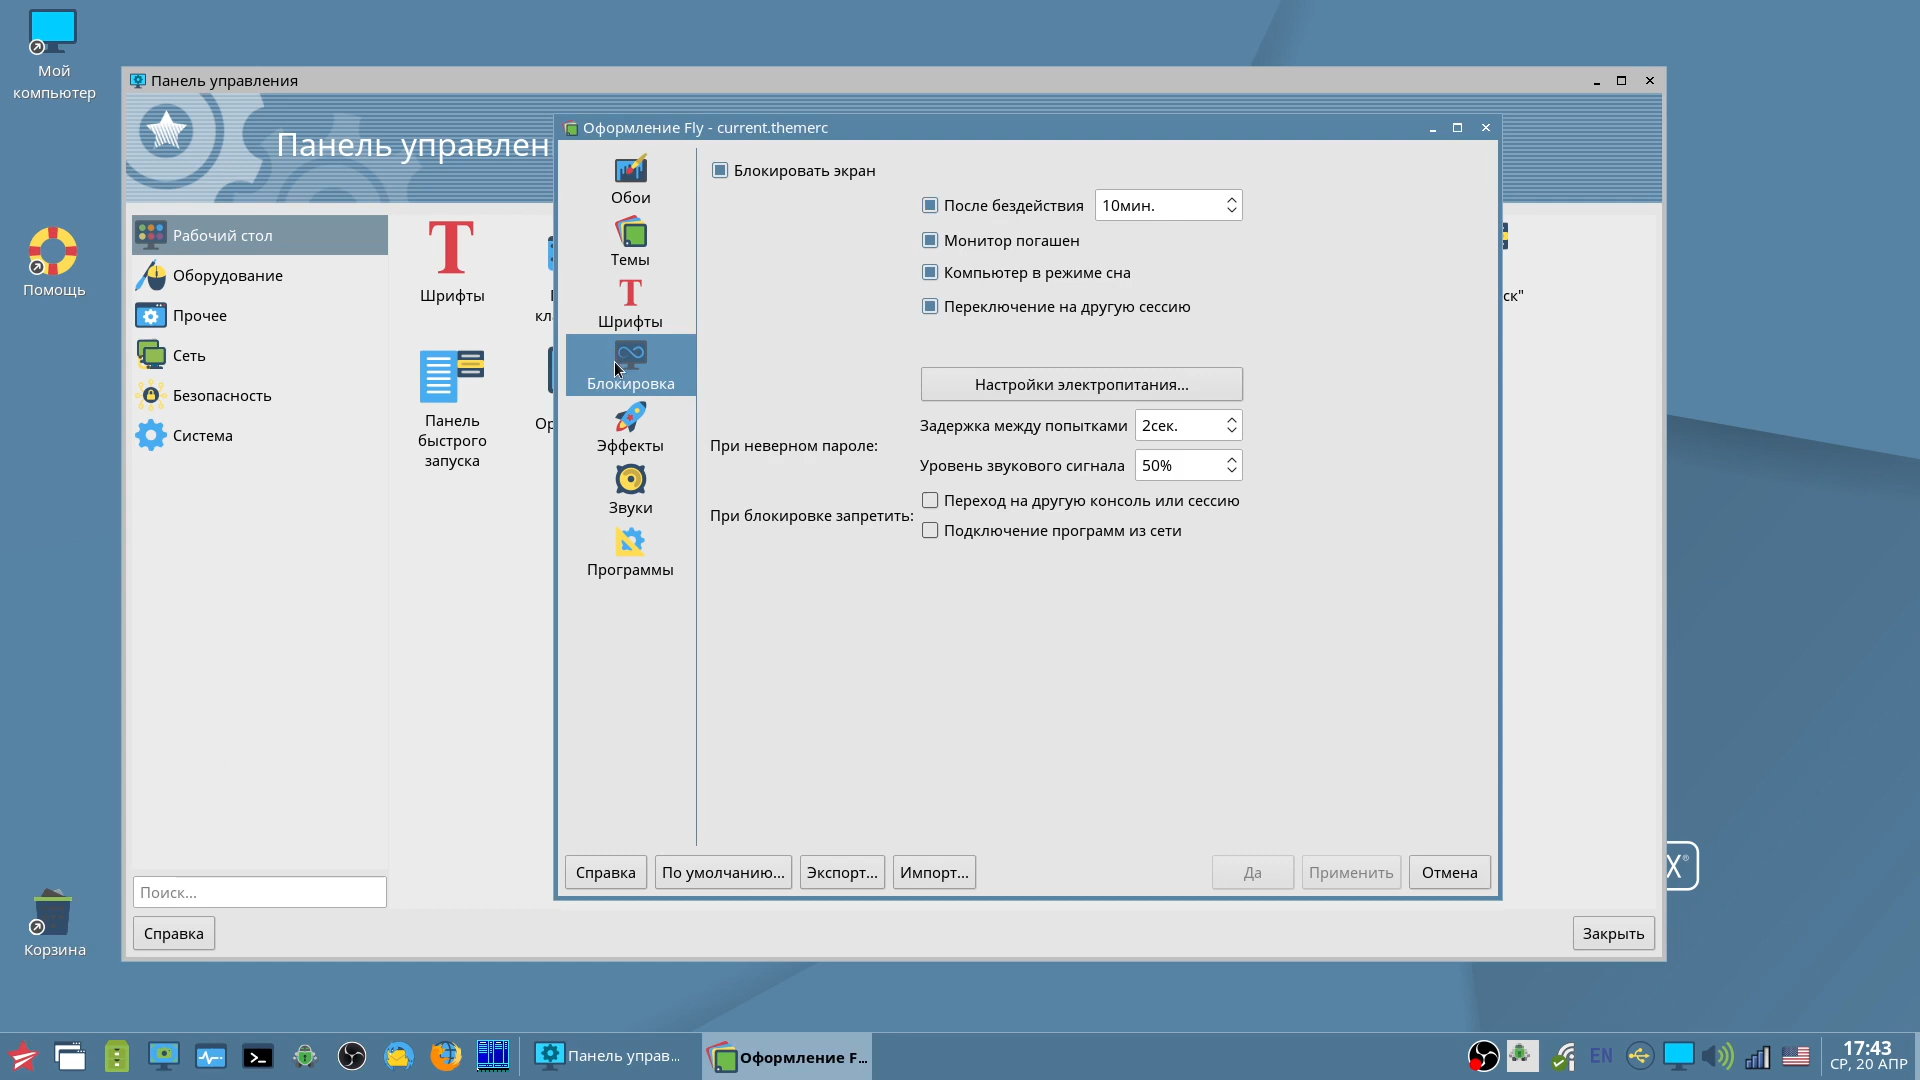 Мой
компьютер
Помощь
Корзина
Панель управления
Панель управлен
Рабочий стол
Оборудование
Прочее
Сеть
Безопасность
Система
Поиск...
Справка
Закрыть
Шрифты
кл
Панель
быстрого
запуска
Ор
ск"
Оформление Fly - current.themerc
Обои
Темы
Шрифты
Блокировка
Эффекты
Звуки
Программы
Блокировать экран
После бездействия 10мин.
Монитор погашен
Компьютер в режиме сна
Переключение на другую сессию
Настройки электропитания...
При неверном пароле:
Задержка между попытками 2сек.
Уровень звукового сигнала 50%
При блокировке запретить:
Переход на другую консоль или сессию
Подключение программ из сети
Справка
По умолчанию...
Экспорт...
Импорт...
Да
Применить
Отмена
X®
Панель управ...
Оформление F...
EN
17:43
СР, 20 АПР